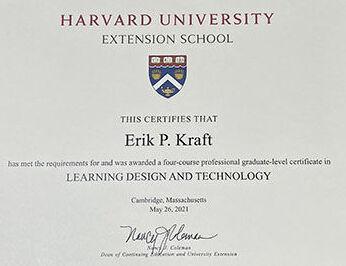 HARVARD UNIVERSITY
EXTENSION SCHOOL
THIS CERTIFIES THAT
Erik P. Kraft
has met the requirements for and was awarded a four-course professional graduate-level certificate in
LEARNING DESIGN AND TECHNOLOGY
Cambridge, Massachusetts
May 26, 2021
Nancy J. Coleman
Nancy J. Coleman
Dean of Continuing Education and University Extension